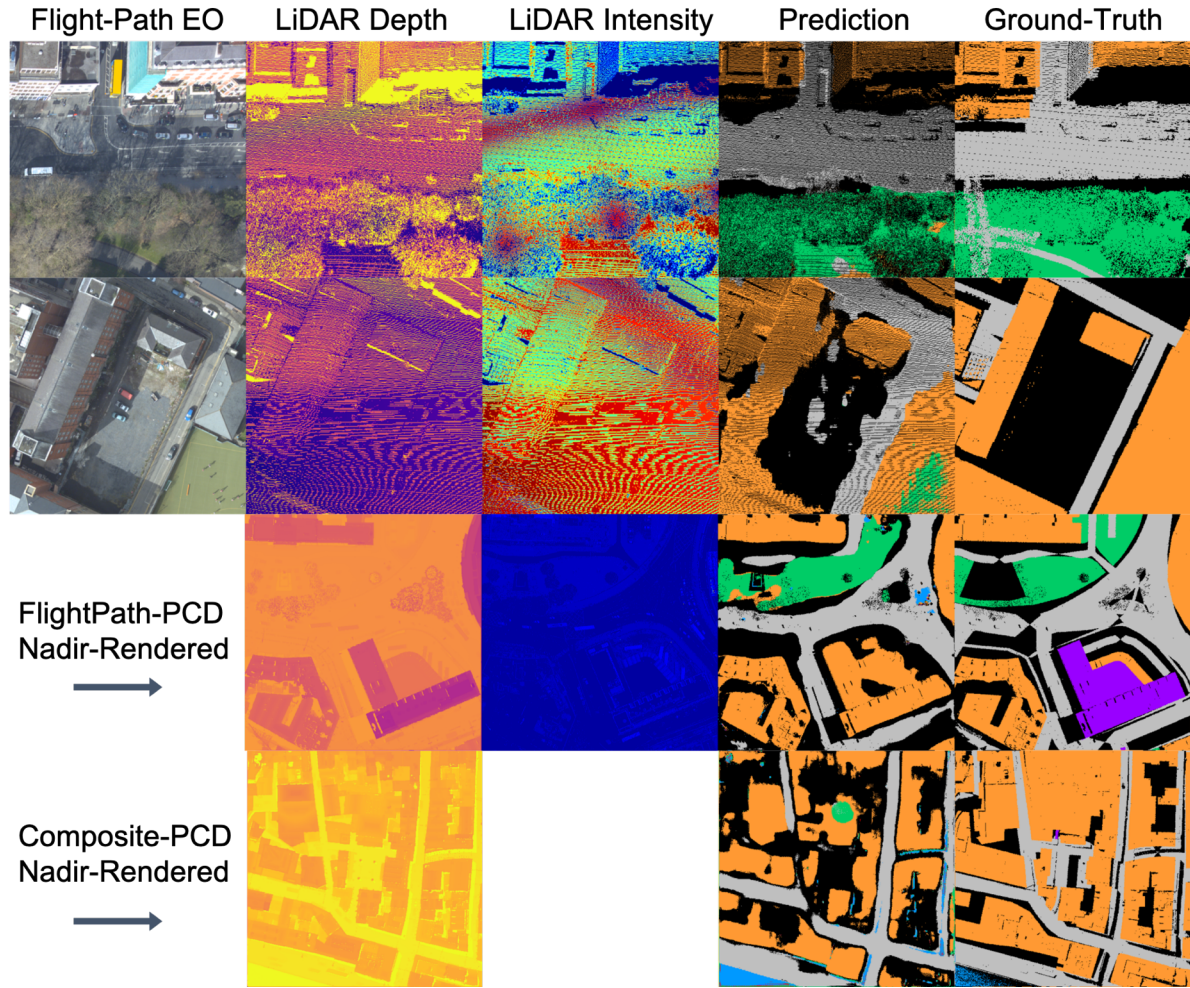 Flight-Path EO
LiDAR Depth
LiDAR Intensity
Prediction
Ground-Truth
FlightPath-PCD
Nadir-Rendered
Composite-PCD
Nadir-Rendered